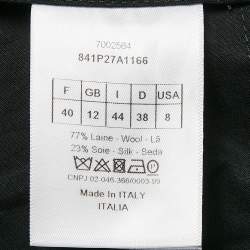 7002564
841P27A1166
F GB I D USA
40 12 44 38 8
77% Laine - Wool - Lã
23% Soie - Silk - Seda
CNPJ 02-046-366/0003-99
Made In ITALY
ITALIA